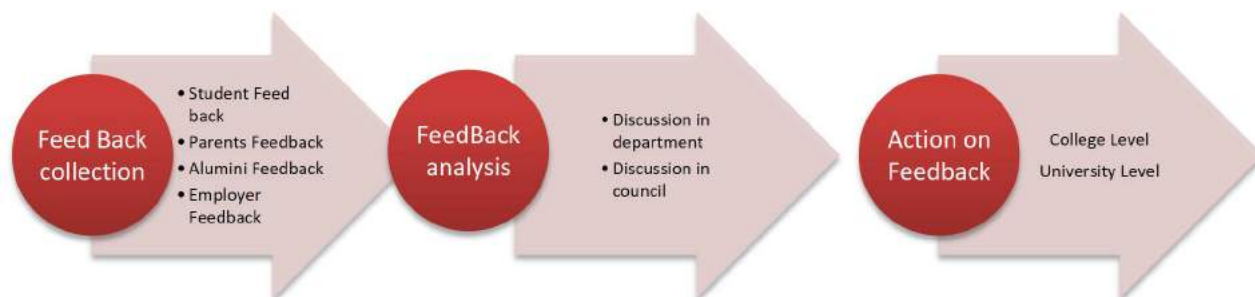 Feed Back
collection
• Student Feed
back
• Parents Feedback
• Alumini Feedback
• Employer
Feedback
FeedBack
analysis
• Discussion in
department
• Discussion in
council
Action on
Feedback
College Level
University Level